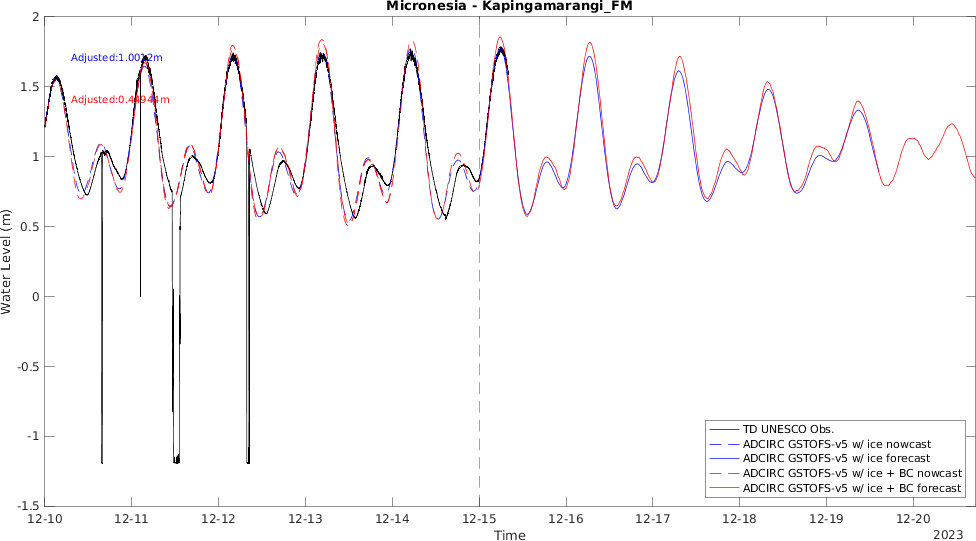 Micronesia - Kapingamarangi_FM
2
1.5
1
0.5
0
-0.5
-1
-1.5
Water Level (m)
Adjusted:1.0012m
Adjusted:0.44944m
TD UNESCO Obs.
ADCIRC GSTOFS-v5 w/ ice nowcast
ADCIRC GSTOFS-v5 w/ ice forecast
ADCIRC GSTOFS-v5 w/ ice + BC nowcast
ADCIRC GSTOFS-v5 w/ ice + BC forecast
12-10 12-11 12-12 12-13 12-14 12-15 12-16 12-17 12-18 12-19 12-20
Time
2023